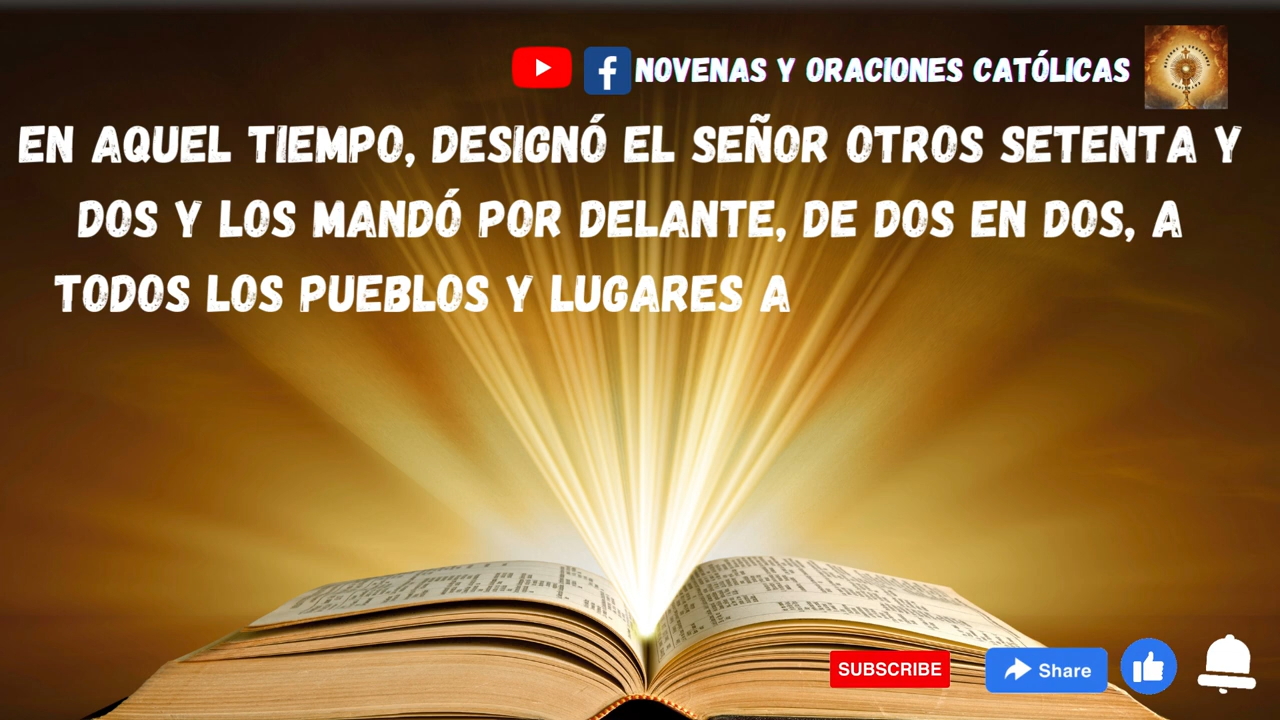 NOVENAS Y ORACIONES CATÓLICAS
EN AQUEL TIEMPO, DESIGNÓ EL SEÑOR OTROS SETENTA Y
DOS Y LOS MANDÓ POR DELANTE, DE DOS EN DOS, A
TODOS LOS PUEBLOS Y LUGARES A
SUBSCRIBE
Share